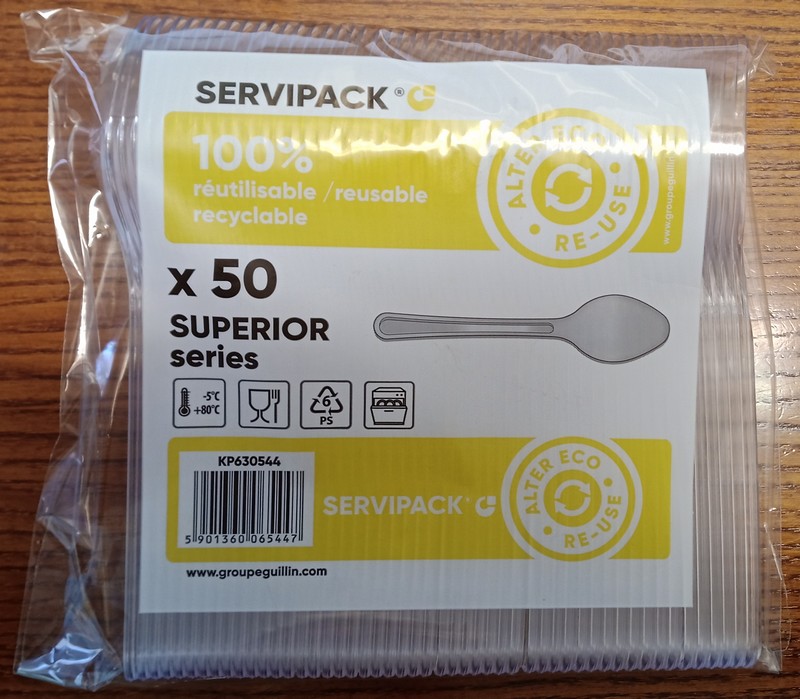 SERVIPACK®
100%
réutilisable /reusable
recyclable
ALTER ECO
• RE-USE •
www.groupeguillin
x 50
SUPERIOR
series
-5°C
+80°C
6
PS
KP630544
5 901360 065447
SERVIPACK
ALTER ECO
• RE-USE •
www.groupeguillin.com